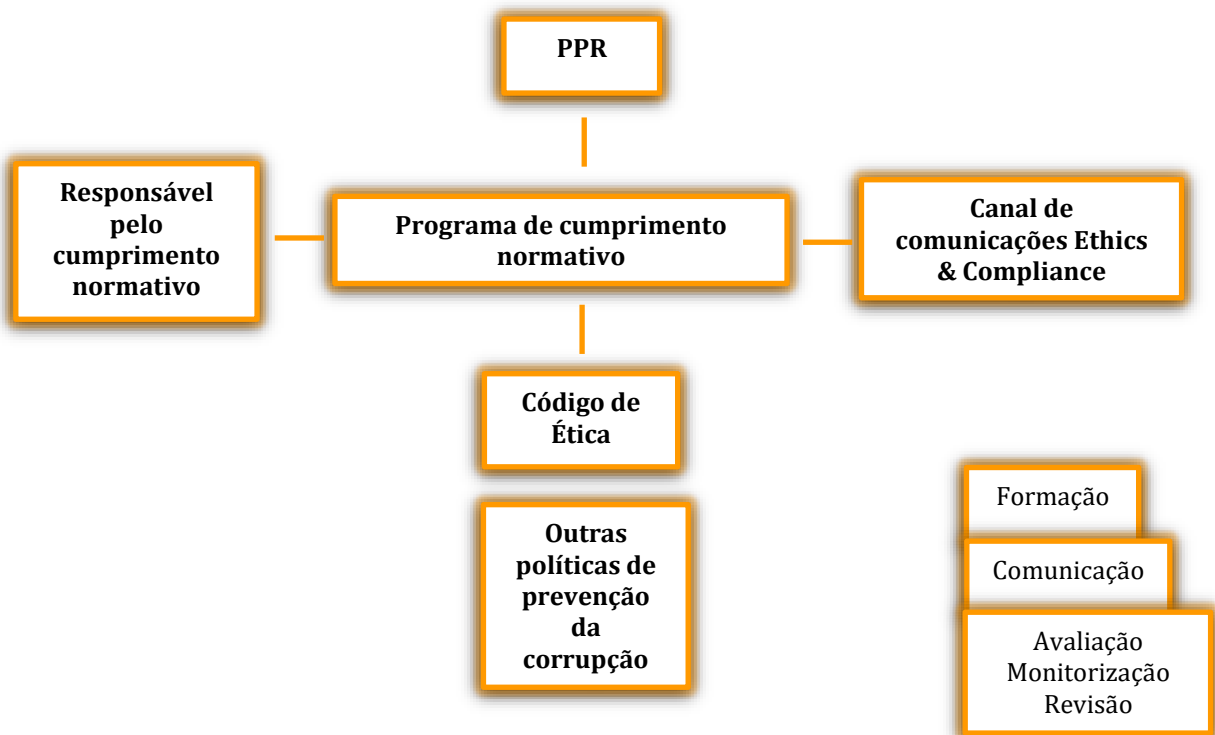 PPR
Responsável
pelo
cumprimento
normativo
Programa de cumprimento
normativo
Canal de
comunicações Ethics
& Compliance
Código de
Ética
Outras
políticas de
prevenção
da
corrupção
Formação
Comunicação
Avaliação
Monitorização
Revisão